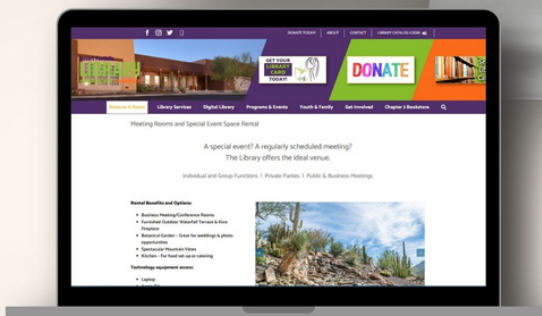 DONATE TODAY! | ABOUT | CONTACT | LIBRARY CATALOG LOGIN
LIBRARY
GET YOUR
LIBRARY
CARD
TODAY!
DONATE
Library Services Digital Library Programs & Events Youth & Family Get Involved Chapter 2 Bookstore
Meeting Rooms and Special Event Space Rental
A special event? A regularly scheduled meeting?
The Library offers the ideal venue.
Individual and Group Functions | Private Parties | Public & Business Meetings
Rental Benefits and Options:
• Business Meeting/Conference Rooms
• Furnished Outdoor Waterfall Terrace & Kiva
Fireplace
• Botanical Garden - Great for weddings & photo
opportunities
• Spectacular Mountain Views
• Kitchen - For food set-up or catering
Technology equipment access:
• Laptop